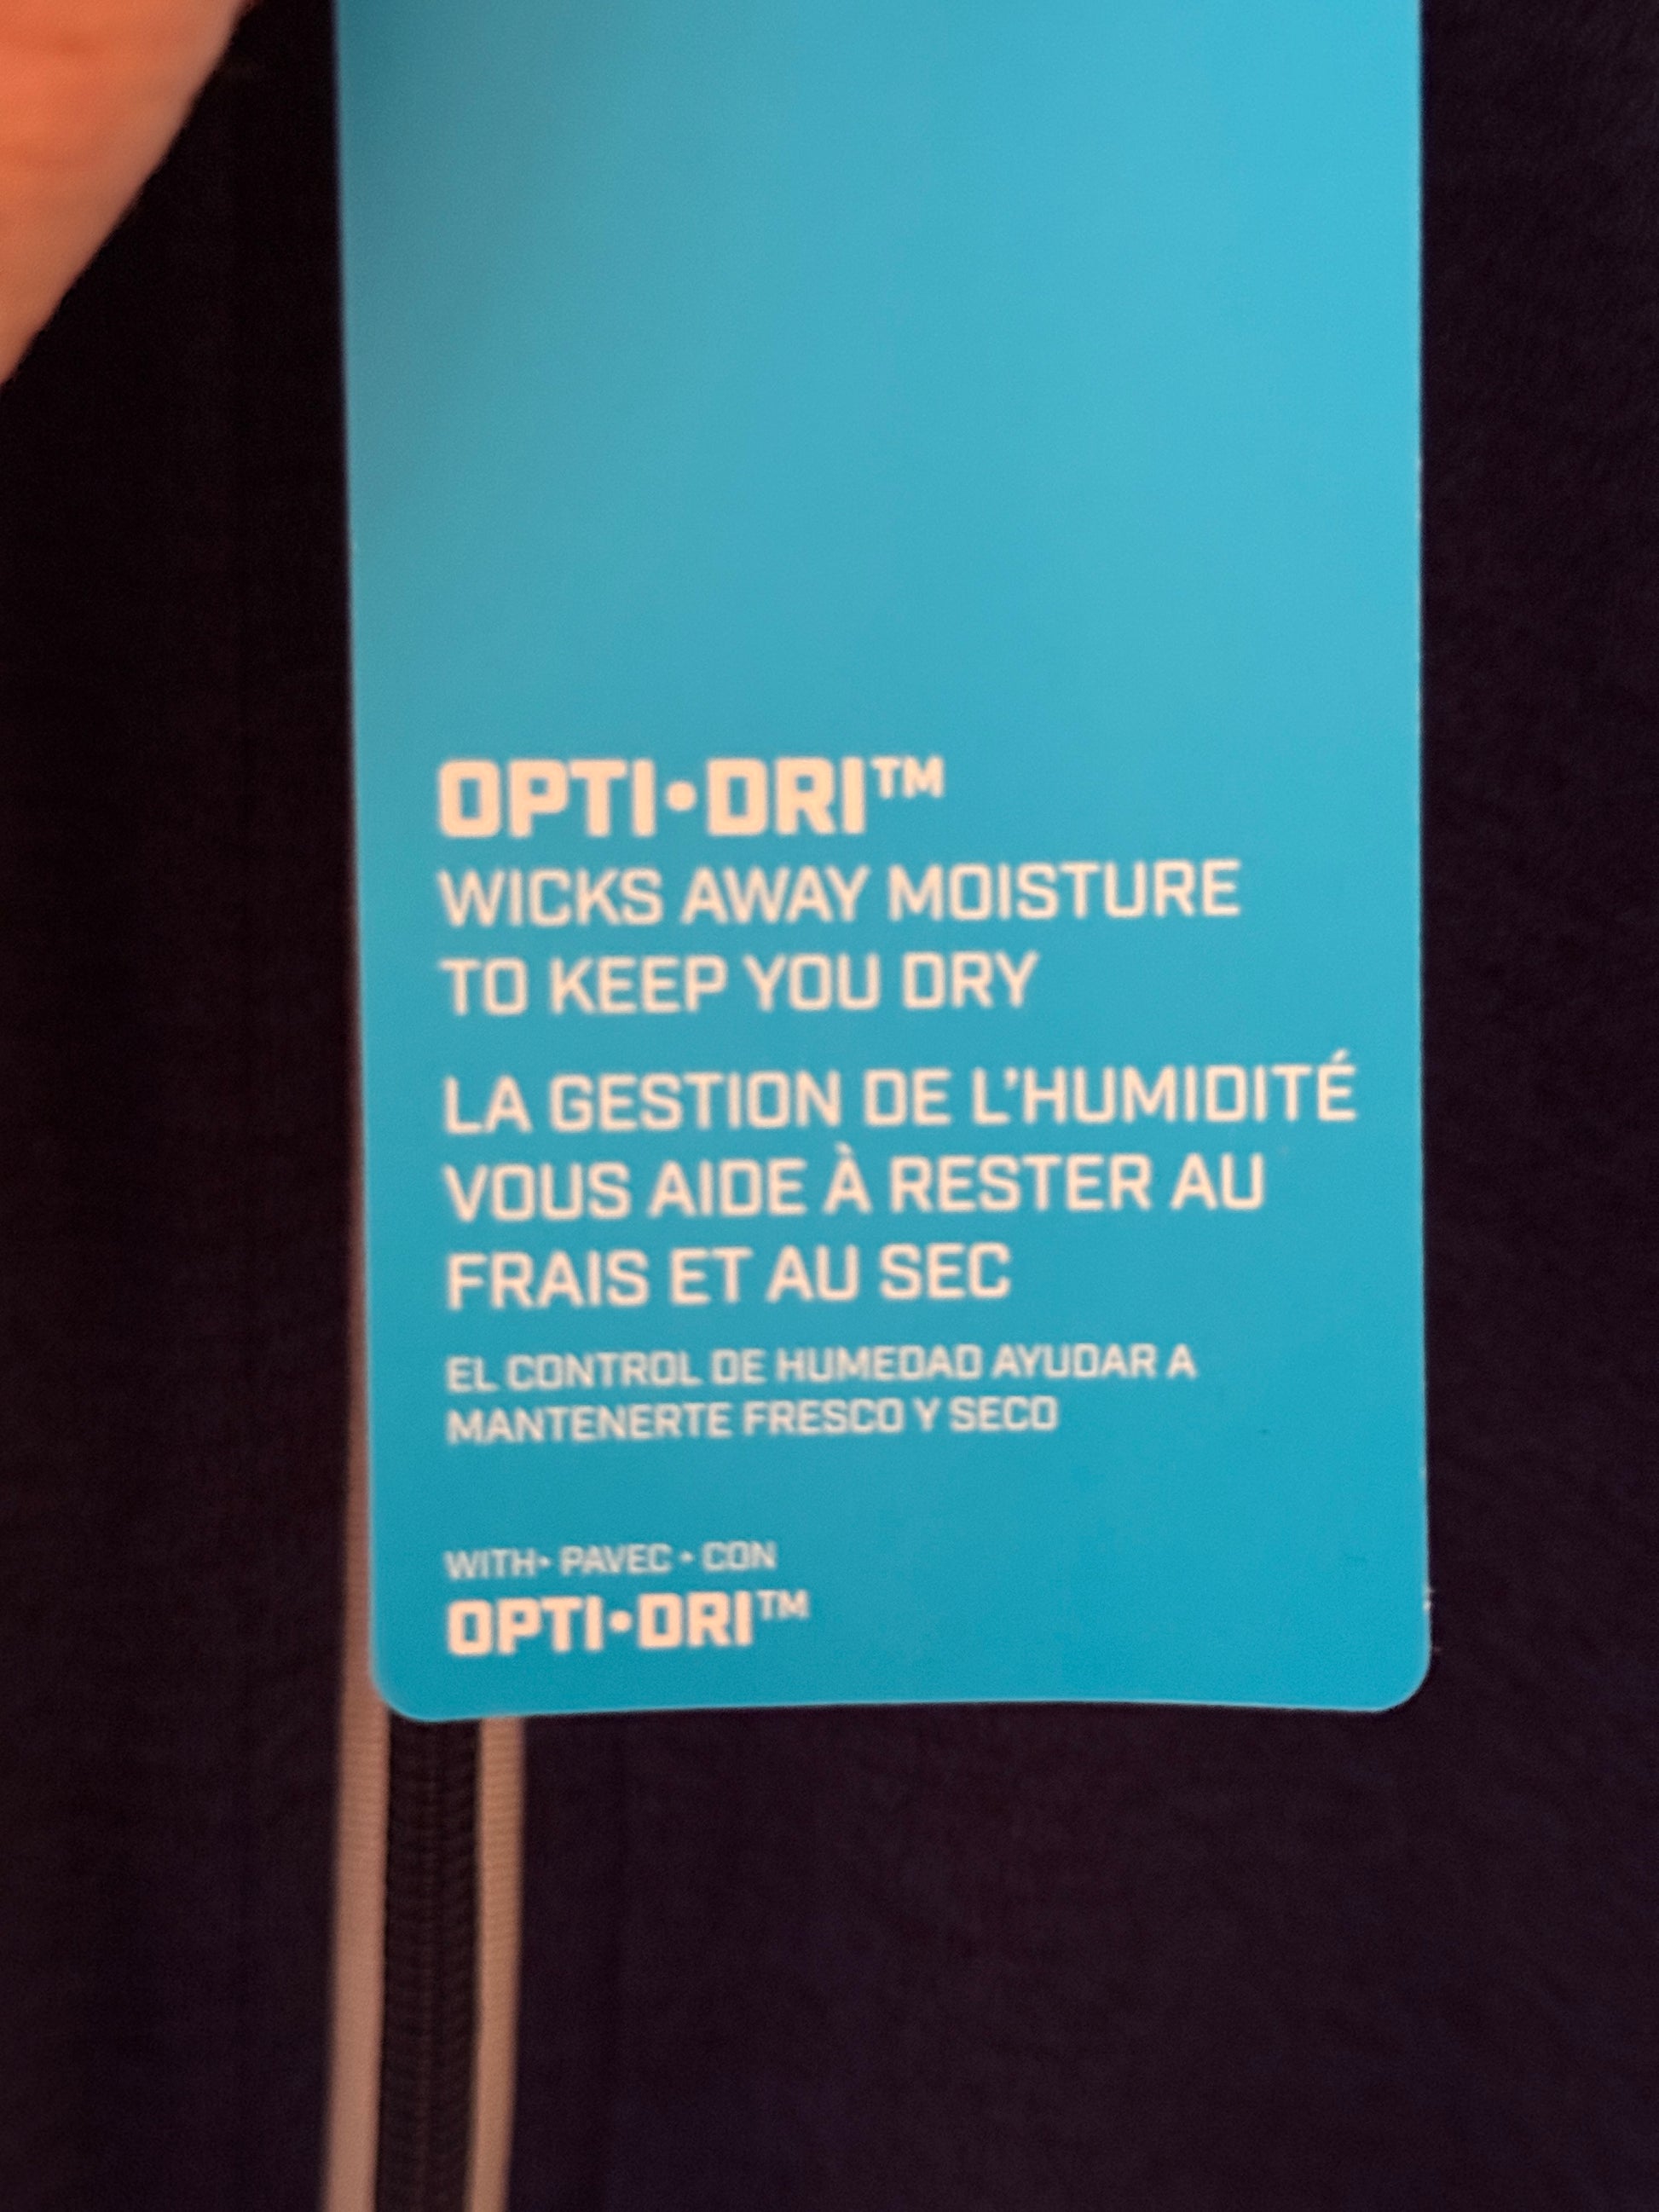 OPTI•DRI™
WICKS AWAY MOISTURE
TO KEEP YOU DRY
LA GESTION DE L'HUMIDITÉ
VOUS AIDE À RESTER AU
FRAIS ET AU SEC
EL CONTROL DE HUMEDAD AYUDAR A
MANTENERTE FRESCO Y SECO
WITH• PAVEC • CON
OPTI•DRI™